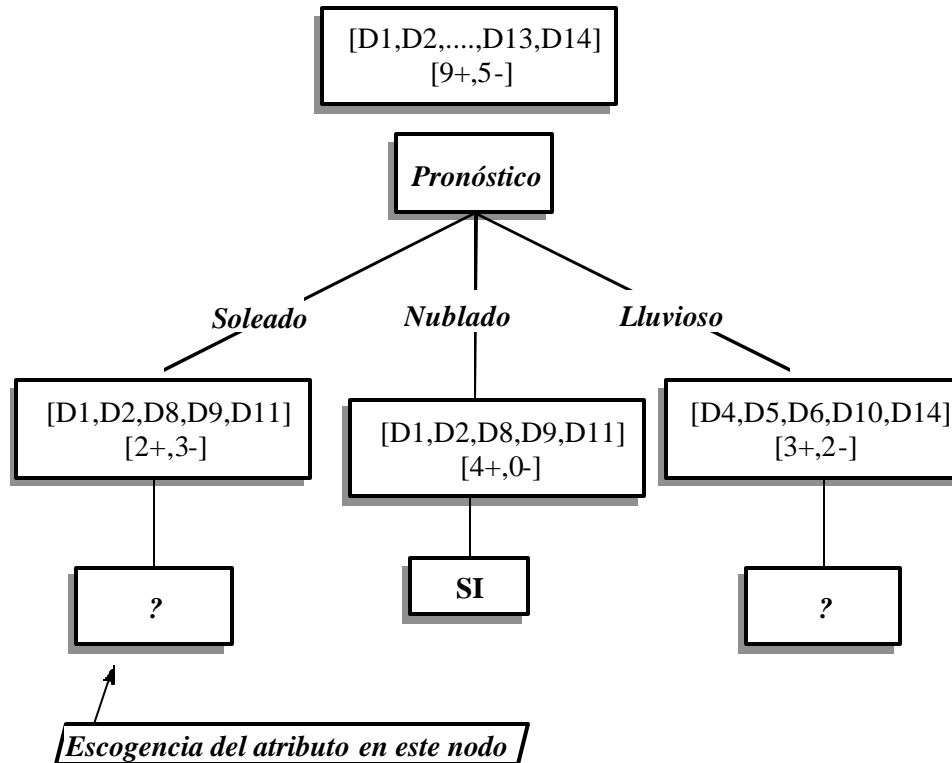 [D1,D2,....,D13,D14]
[9+,5-]
Pronóstico
Soleado
Nublado
Lluvioso
[D1,D2,D8,D9,D11]
[2+,3-]
[D1,D2,D8,D9,D11]
[4+,0-]
[D4,D5,D6,D10,D14]
[3+,2-]
?
SI
?
Escogencia del atributo en este nodo